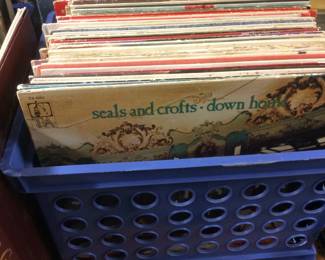 seals and crofts · down home